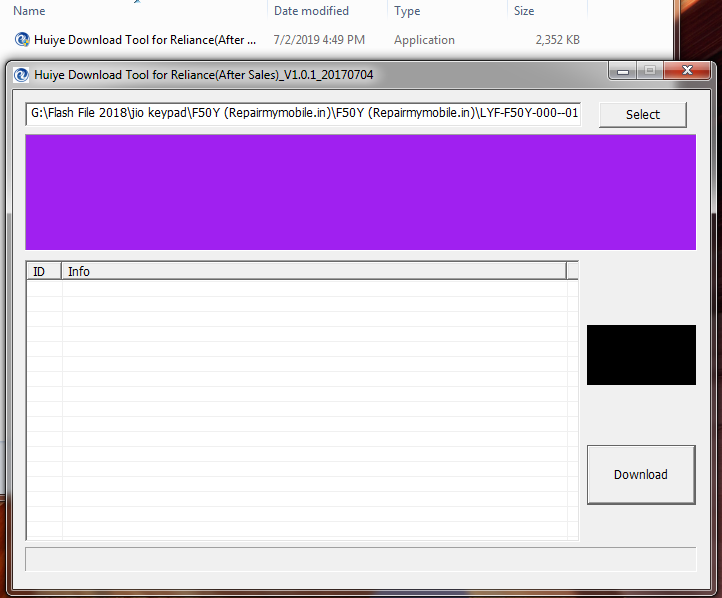 Name Date modified Type Size
Huiye Download Tool for Reliance(After ... 7/2/2019 4:49 PM Application 2,352 KB
Huiye Download Tool for Reliance(After Sales)_V1.0.1_20170704
G:\Flash File 2018\jio keypad\F50Y (Repairmymobile.in)\F50Y (Repairmymobile.in)\LYF-F50Y-000--01 Select
ID Info
Download